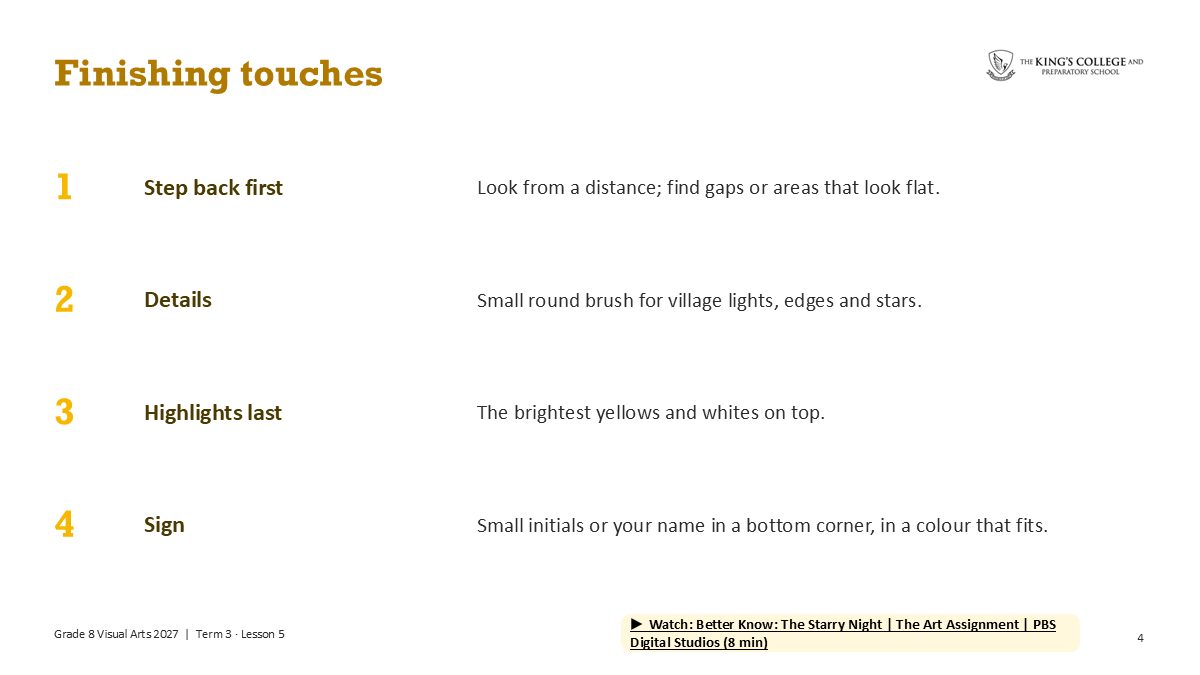 Finishing touches
THE KING'S COLLEGE AND
PREPARATORY SCHOOL
1 Step back first Look from a distance; find gaps or areas that look flat.
2 Details Small round brush for village lights, edges and stars.
3 Highlights last The brightest yellows and whites on top.
4 Sign Small initials or your name in a bottom corner, in a colour that fits.
Grade 8 Visual Arts 2027 | Term 3 · Lesson 5
▶ Watch: Better Know: The Starry Night | The Art Assignment | PBS
Digital Studios (8 min)
4